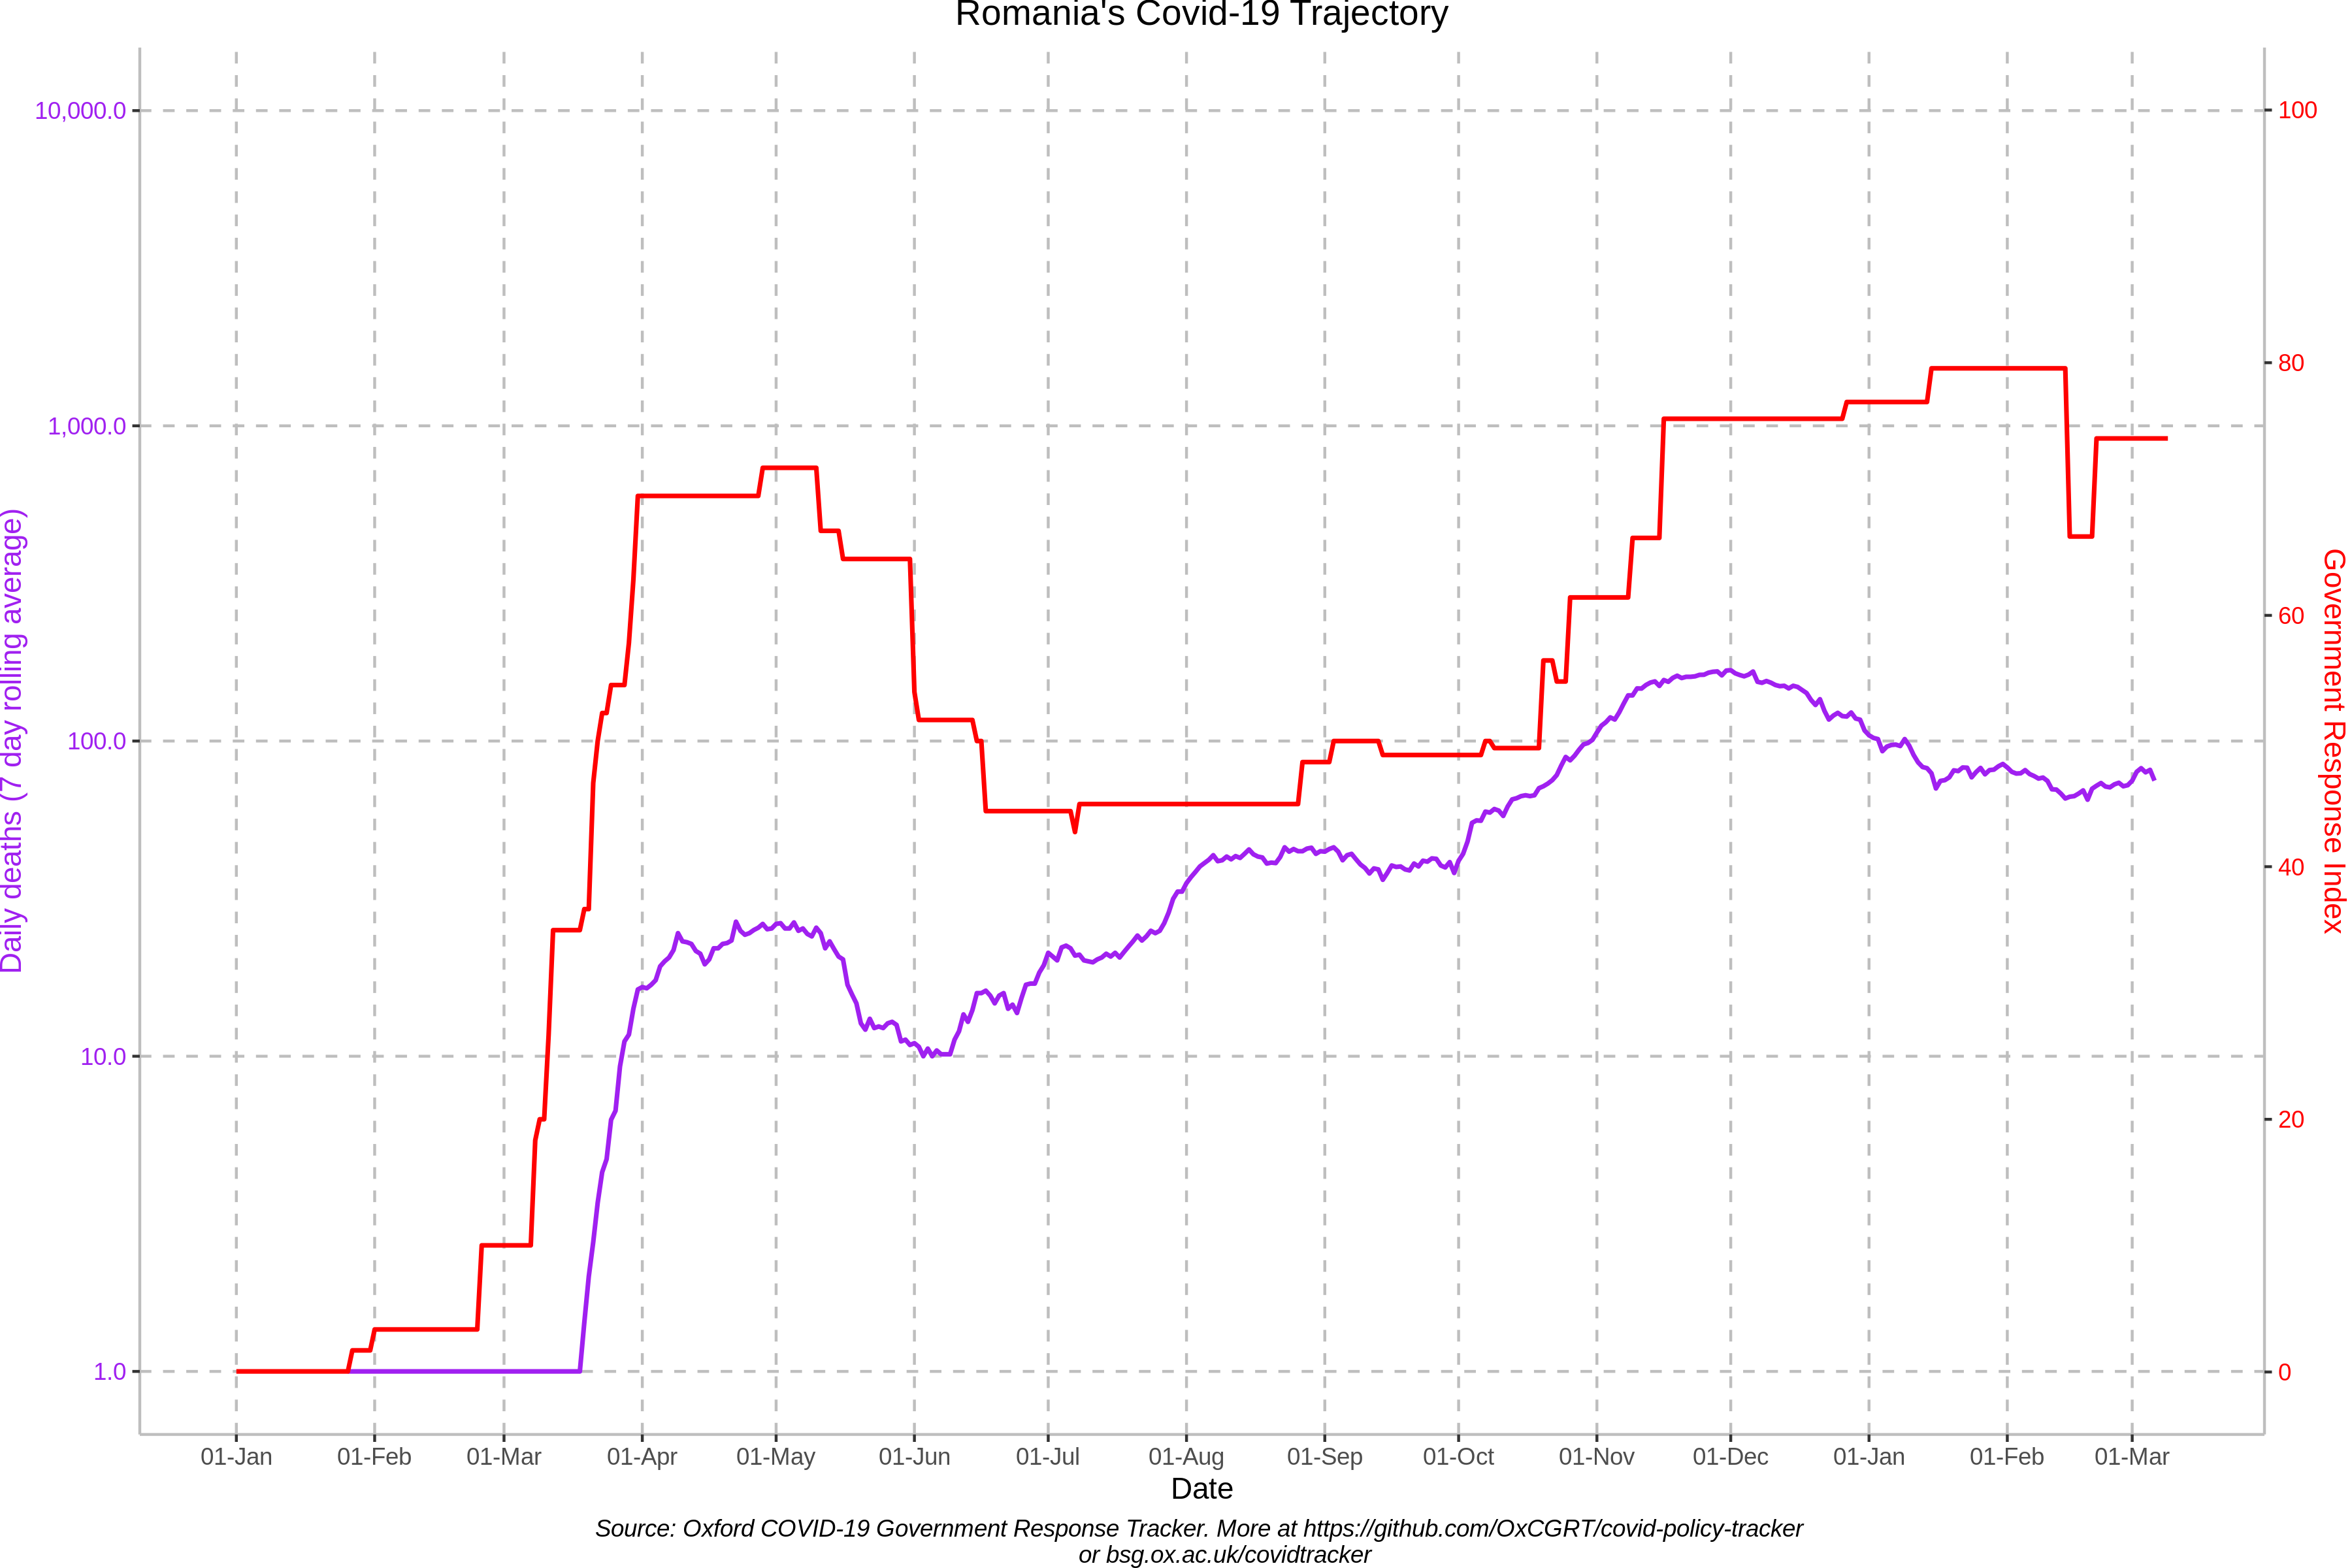 Romania's Covid-19 Trajectory
10,000.0
1,000.0
100.0
10.0
1.0
Daily deaths (7 day rolling average)
100
80
60
40
20
0
Government Response Index
01-Jan 01-Feb 01-Mar 01-Apr 01-May 01-Jun 01-Jul 01-Aug 01-Sep 01-Oct 01-Nov 01-Dec 01-Jan 01-Feb 01-Mar
Date
Source: Oxford COVID-19 Government Response Tracker. More at https://github.com/OxCGRT/covid-policy-tracker
or bsg.ox.ac.uk/covidtracker